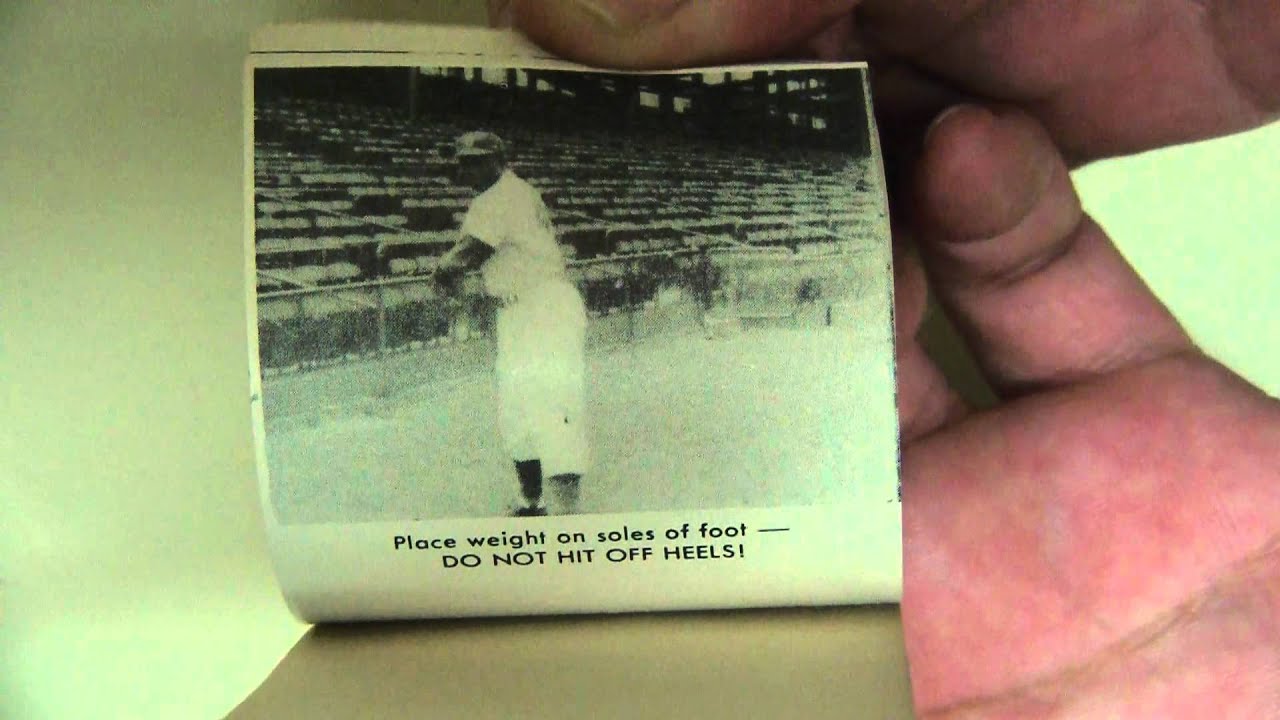 Place weight on soles of foot —
DO NOT HIT OFF HEELS!